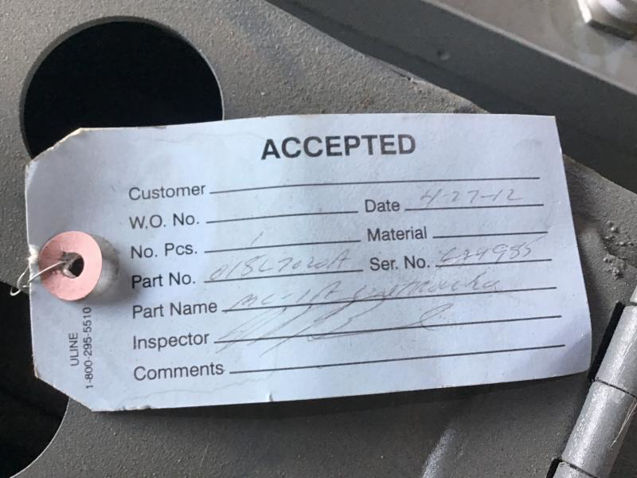 ACCEPTED
Customer
W.O. No. Date 4-27-12
No. Pcs. 1 Material
Part No. Ser. No.
Part Name
Inspector
Comments
ULINE
1-800-295-5510